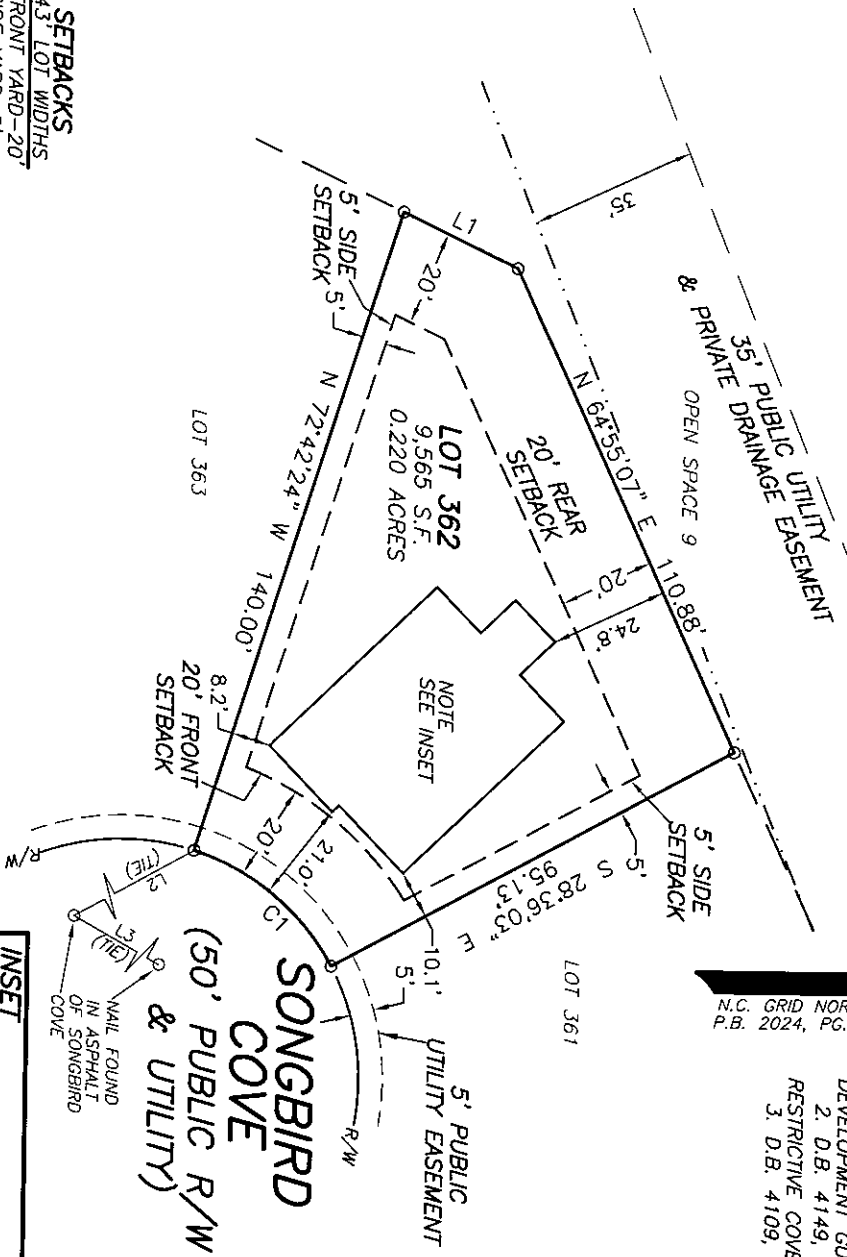 SETBACKS
43' LOT WIDTHS
FRONT YARD-20'
35'
35' PUBLIC UTILITY
& PRIVATE DRAINAGE EASEMENT
OPEN SPACE 9
N 64°55'07" E 110.88'
L1
20'
5' SIDE
SETBACK
5'
20' REAR
SETBACK
20'
24.8'
LOT 362
9,565 S.F.
0.220 ACRES
N 72°42'24" W 140.00'
LOT 363
NOTE
SEE INSET
8.2'
20' FRONT
SETBACK
20'
21.0'
C1
5' SIDE
SETBACK
5'
S 28°36'03" E
95.13'
10.1'
5'
LOT 361
5' PUBLIC
UTILITY EASEMENT
R/W
R/W
L2
(TIE)
L3
(TIE)
NAIL FOUND
IN ASPHALT
OF SONGBIRD
COVE
SONGBIRD
COVE
(50' PUBLIC R/W
& UTILITY)
INSET
N.C. GRID NOR
P.B. 2024, PG.
2. D.B. 4149,
RESTRICTIVE COVE
3. D.B. 4109,